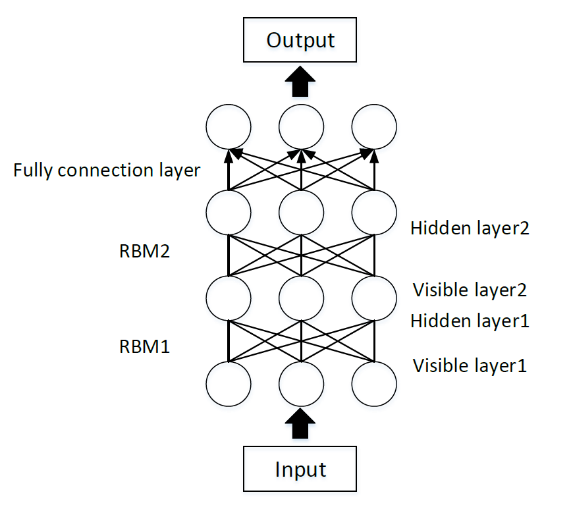 Output
Fully connection layer
Hidden layer2
RBM2
Visible layer2
Hidden layer1
RBM1
Visible layer1
Input